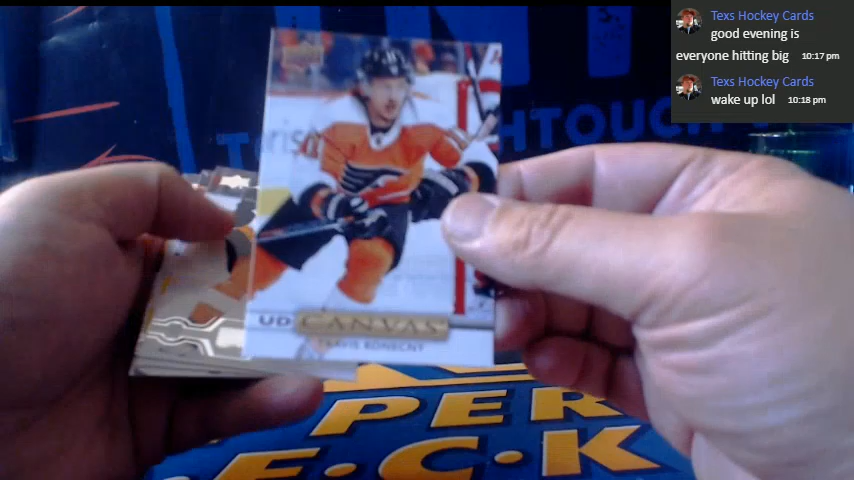 Texs Hockey Cards
good evening is
everyone hitting big 10:17 pm
Texs Hockey Cards
wake up lol 10:18 pm
HTOUCH
UD CANVAS
TRAVIS KONECNY
PER
E·C·K